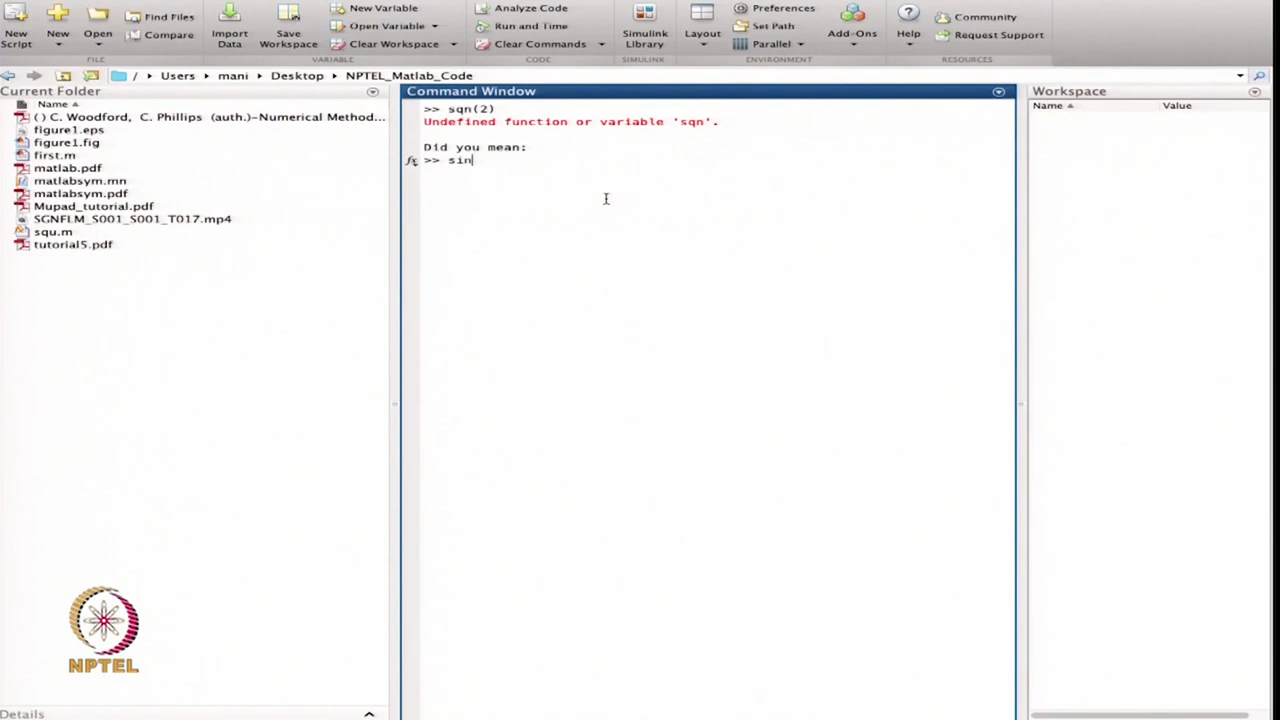 New Script
New
Open
Find Files
Compare
Import Data
Save Workspace
New Variable
Open Variable
Clear Workspace
Analyze Code
Run and Time
Clear Commands
Simulink Library
Layout
Preferences
Set Path
Parallel
Add-Ons
Help
Community
Request Support
FILE
VARIABLE
CODE
SIMULINK
ENVIRONMENT
RESOURCES
/ Users mani Desktop NPTEL_Matlab_Code
Current Folder
Name
( ) C. Woodford, C. Phillips (auth.)-Numerical Method...
figure1.eps
figure1.fig
first.m
matlab.pdf
matlabsym.mn
matlabsym.pdf
Mupad_tutorial.pdf
SGNFLM_S001_S001_T017.mp4
squ.m
tutorial5.pdf
Details
Command Window
>> sqn(2)
Undefined function or variable 'sqn'.
Did you mean:
fx >> sin
Workspace
Name Value
NPTEL